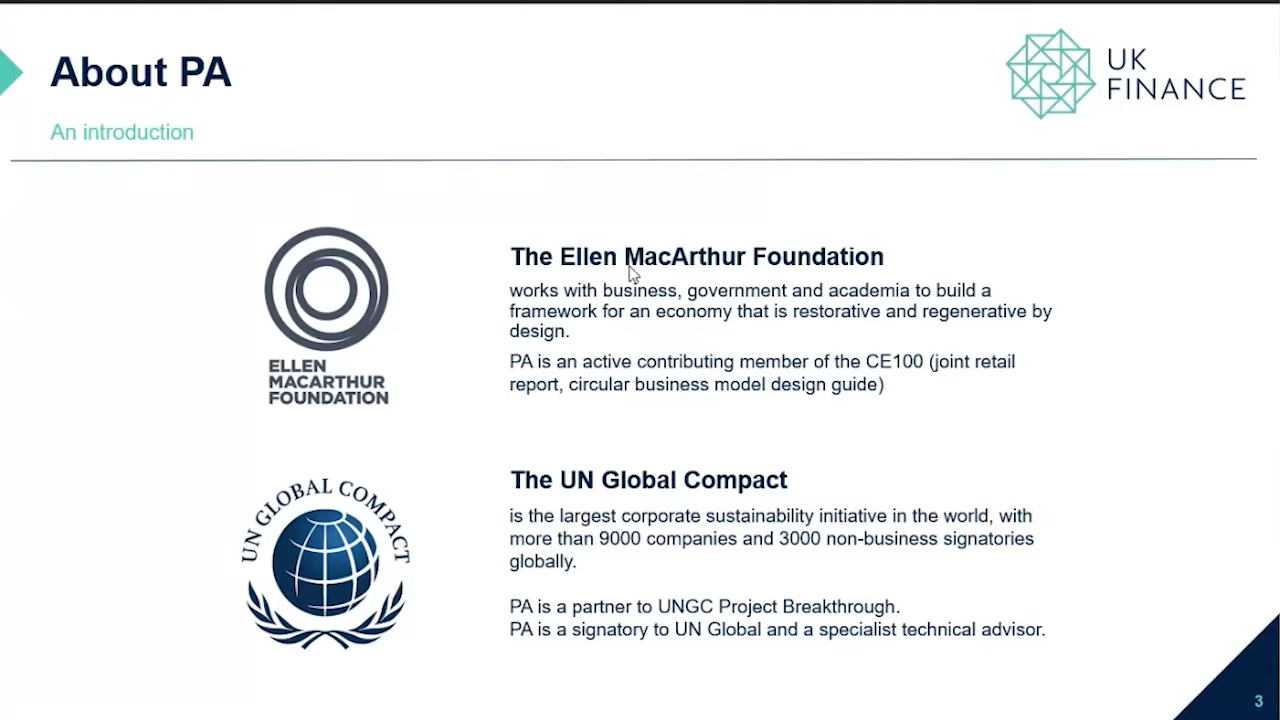 About PA
An introduction
UK
FINANCE
ELLEN
MACARTHUR
FOUNDATION
The Ellen MacArthur Foundation
works with business, government and academia to build a
framework for an economy that is restorative and regenerative by
design.
PA is an active contributing member of the CE100 (joint retail
report, circular business model design guide)
UN GLOBAL COMPACT
The UN Global Compact
is the largest corporate sustainability initiative in the world, with
more than 9000 companies and 3000 non-business signatories
globally.
PA is a partner to UNGC Project Breakthrough.
PA is a signatory to UN Global and a specialist technical advisor.
3